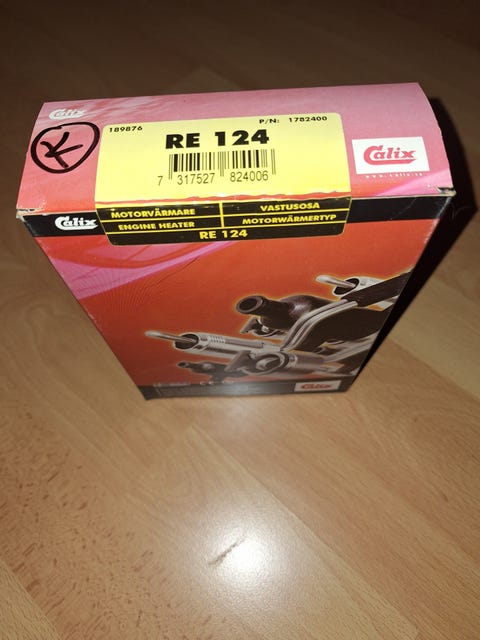 Calix
189876 P/N: 1782400
RE 124
7 317527 824006
K
Calix
www.calix.se
Calix
MOTORVÄRMARE VASTUSOSA
ENGINE HEATER MOTORWÄRMERTYP
RE 124
Calix